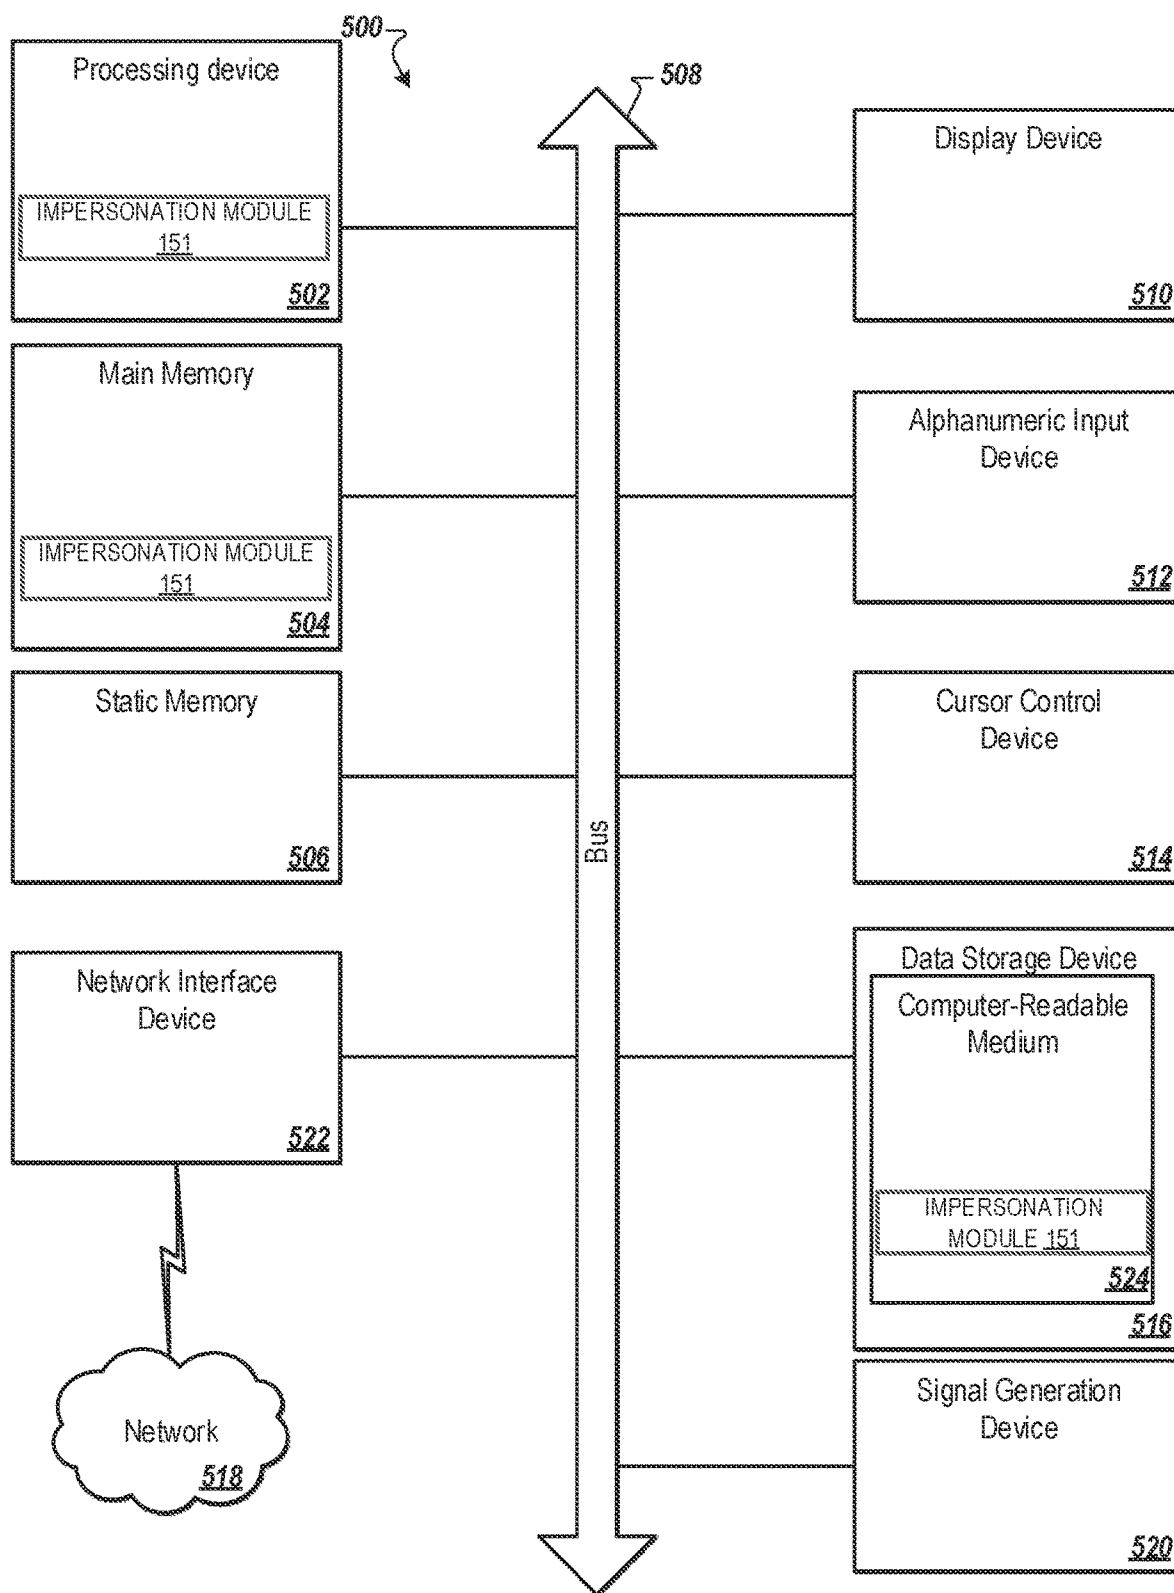 500
508
Processing device
IMPERSONATION MODULE
151
502
Main Memory
IMPERSONATION MODULE
151
504
Static Memory
506
Network Interface
Device
522
Network
518
Bus
Display Device
510
Alphanumeric Input
Device
512
Cursor Control
Device
514
Data Storage Device
Computer-Readable
Medium
IMPERSONATION
MODULE 151
524
516
Signal Generation
Device
520